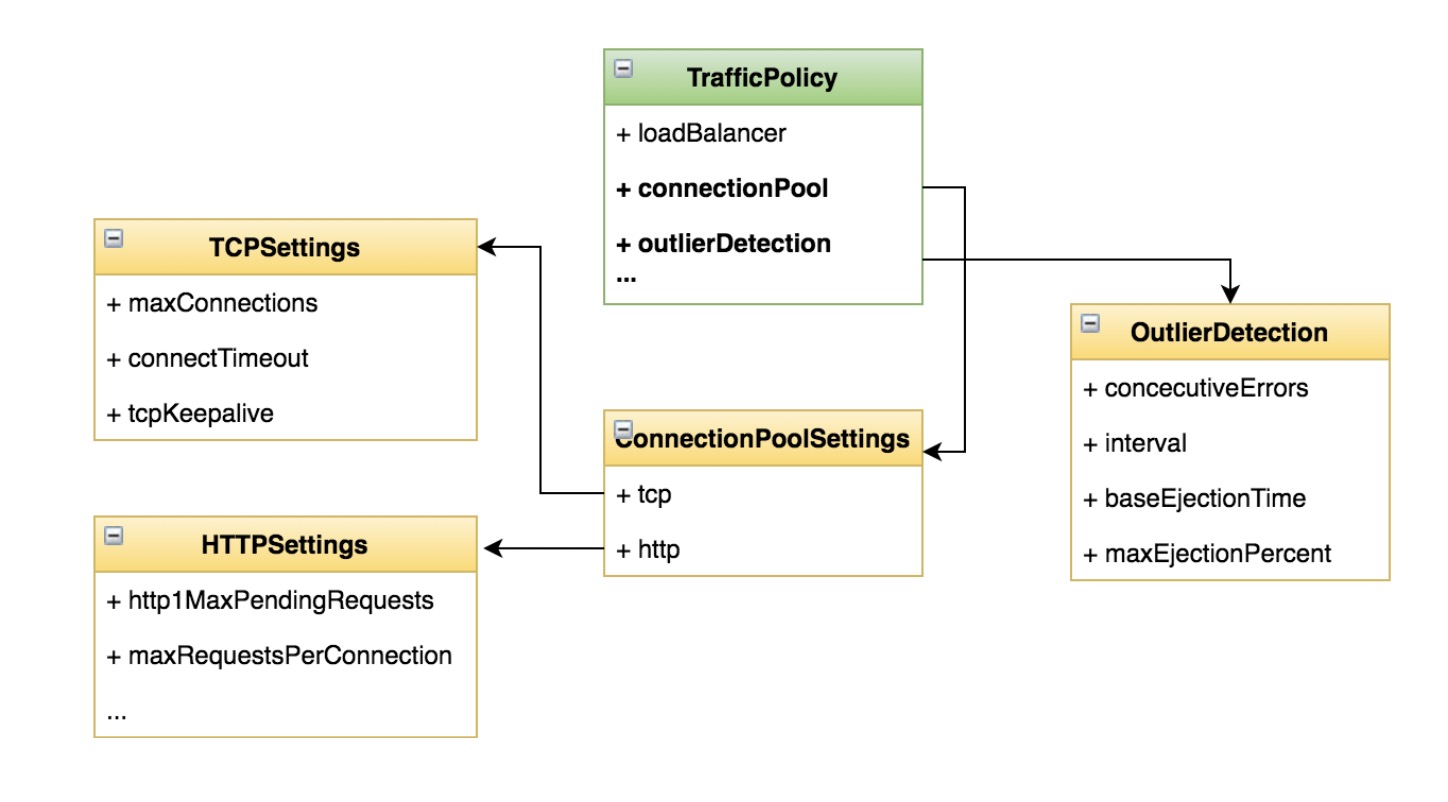 TrafficPolicy
+ loadBalancer
+ connectionPool
+ outlierDetection
...
TCPSettings
+ maxConnections
+ connectTimeout
+ tcpKeepalive
OutlierDetection
+ concecutiveErrors
+ interval
+ baseEjectionTime
+ maxEjectionPercent
ConnectionPoolSettings
+ tcp
+ http
HTTPSettings
+ http1MaxPendingRequests
+ maxRequestsPerConnection
...